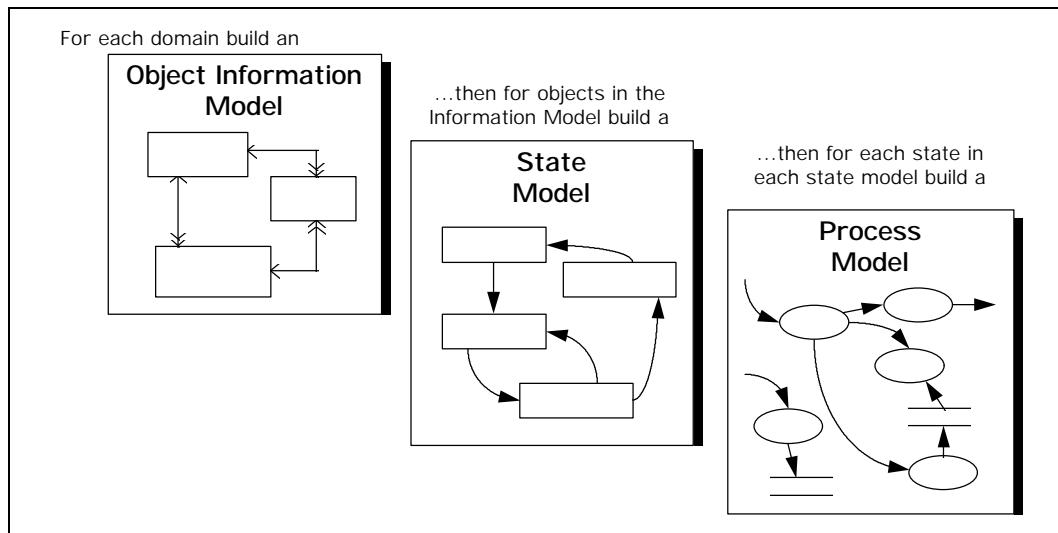 For each domain build an
Object Information
Model
…then for objects in the
Information Model build a
State
Model
…then for each state in
each state model build a
Process
Model